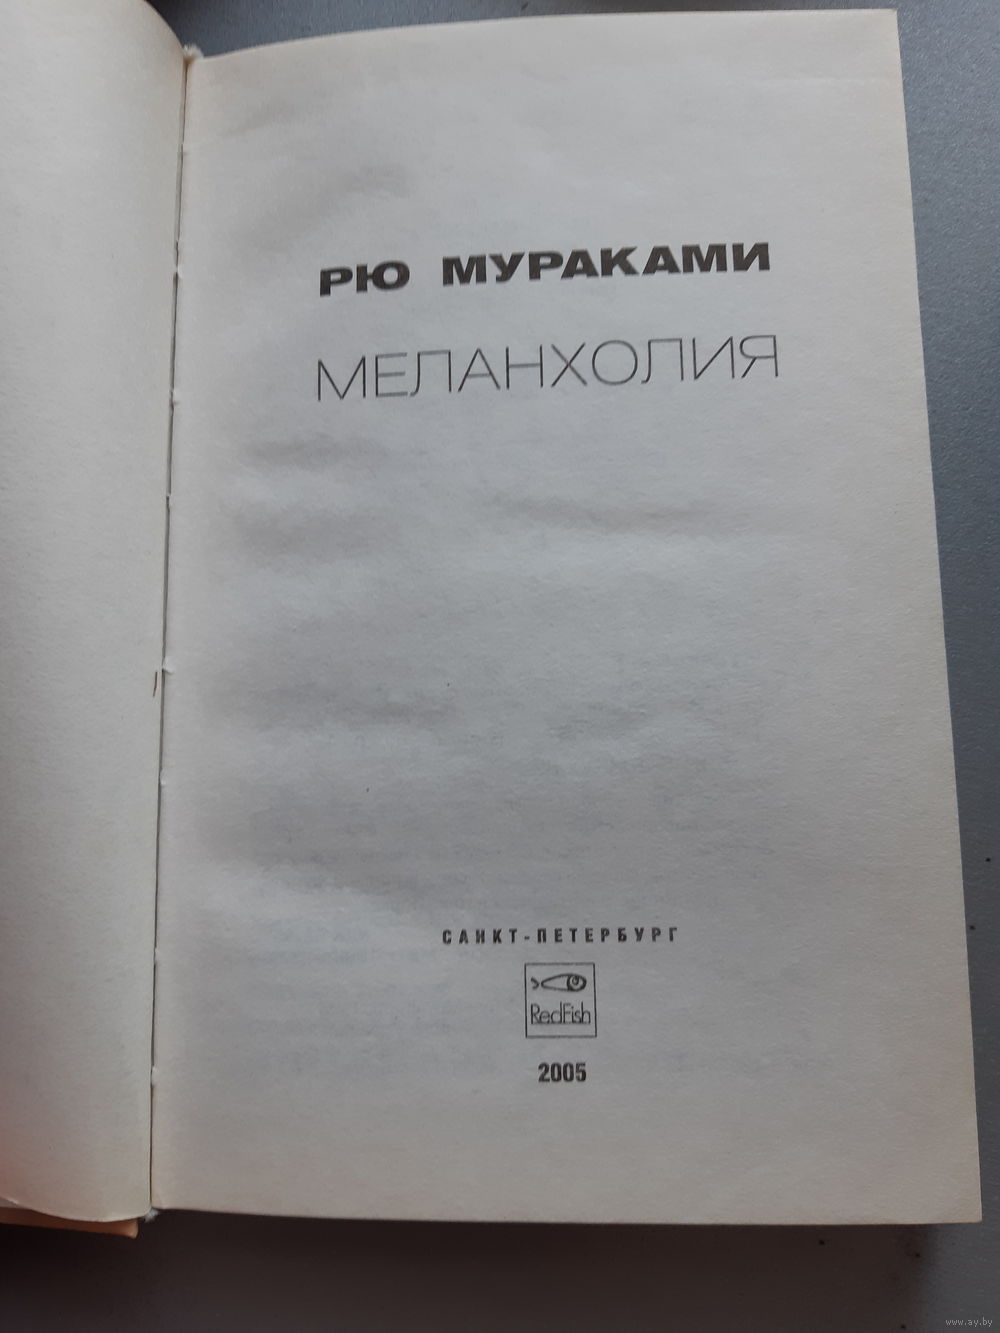 РЮ МУРАКАМИ
МЕЛАНХОЛИЯ
САНКТ-ПЕТЕРБУРГ
RedFish
2005
www.ay.by